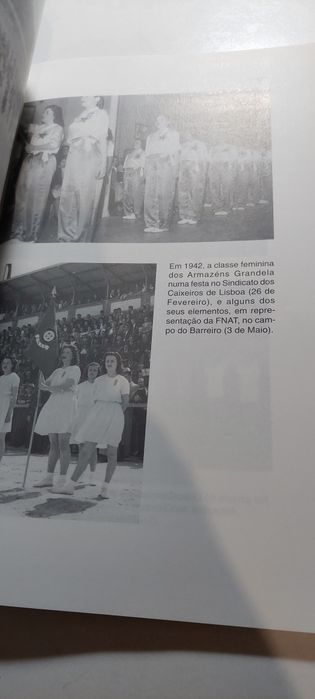 Em 1942, a classe feminina
dos Armazéns Grandela
numa festa no Sindicato dos
Caixeiros de Lisboa (26 de
Fevereiro), e alguns dos
seus elementos, em repre-
sentação da FNAT, no cam-
po do Barreiro (3 de Maio).